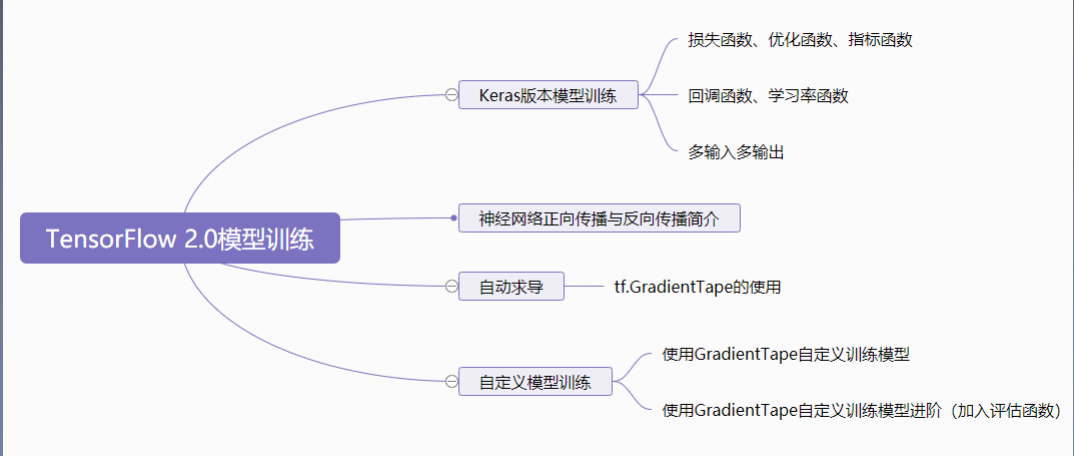 TensorFlow 2.0模型训练
Keras版本模型训练
损失函数、优化函数、指标函数
回调函数、学习率函数
多输入多输出
神经网络正向传播与反向传播简介
自动求导
tf.GradientTape的使用
自定义模型训练
使用GradientTape自定义训练模型
使用GradientTape自定义训练模型进阶（加入评估函数）